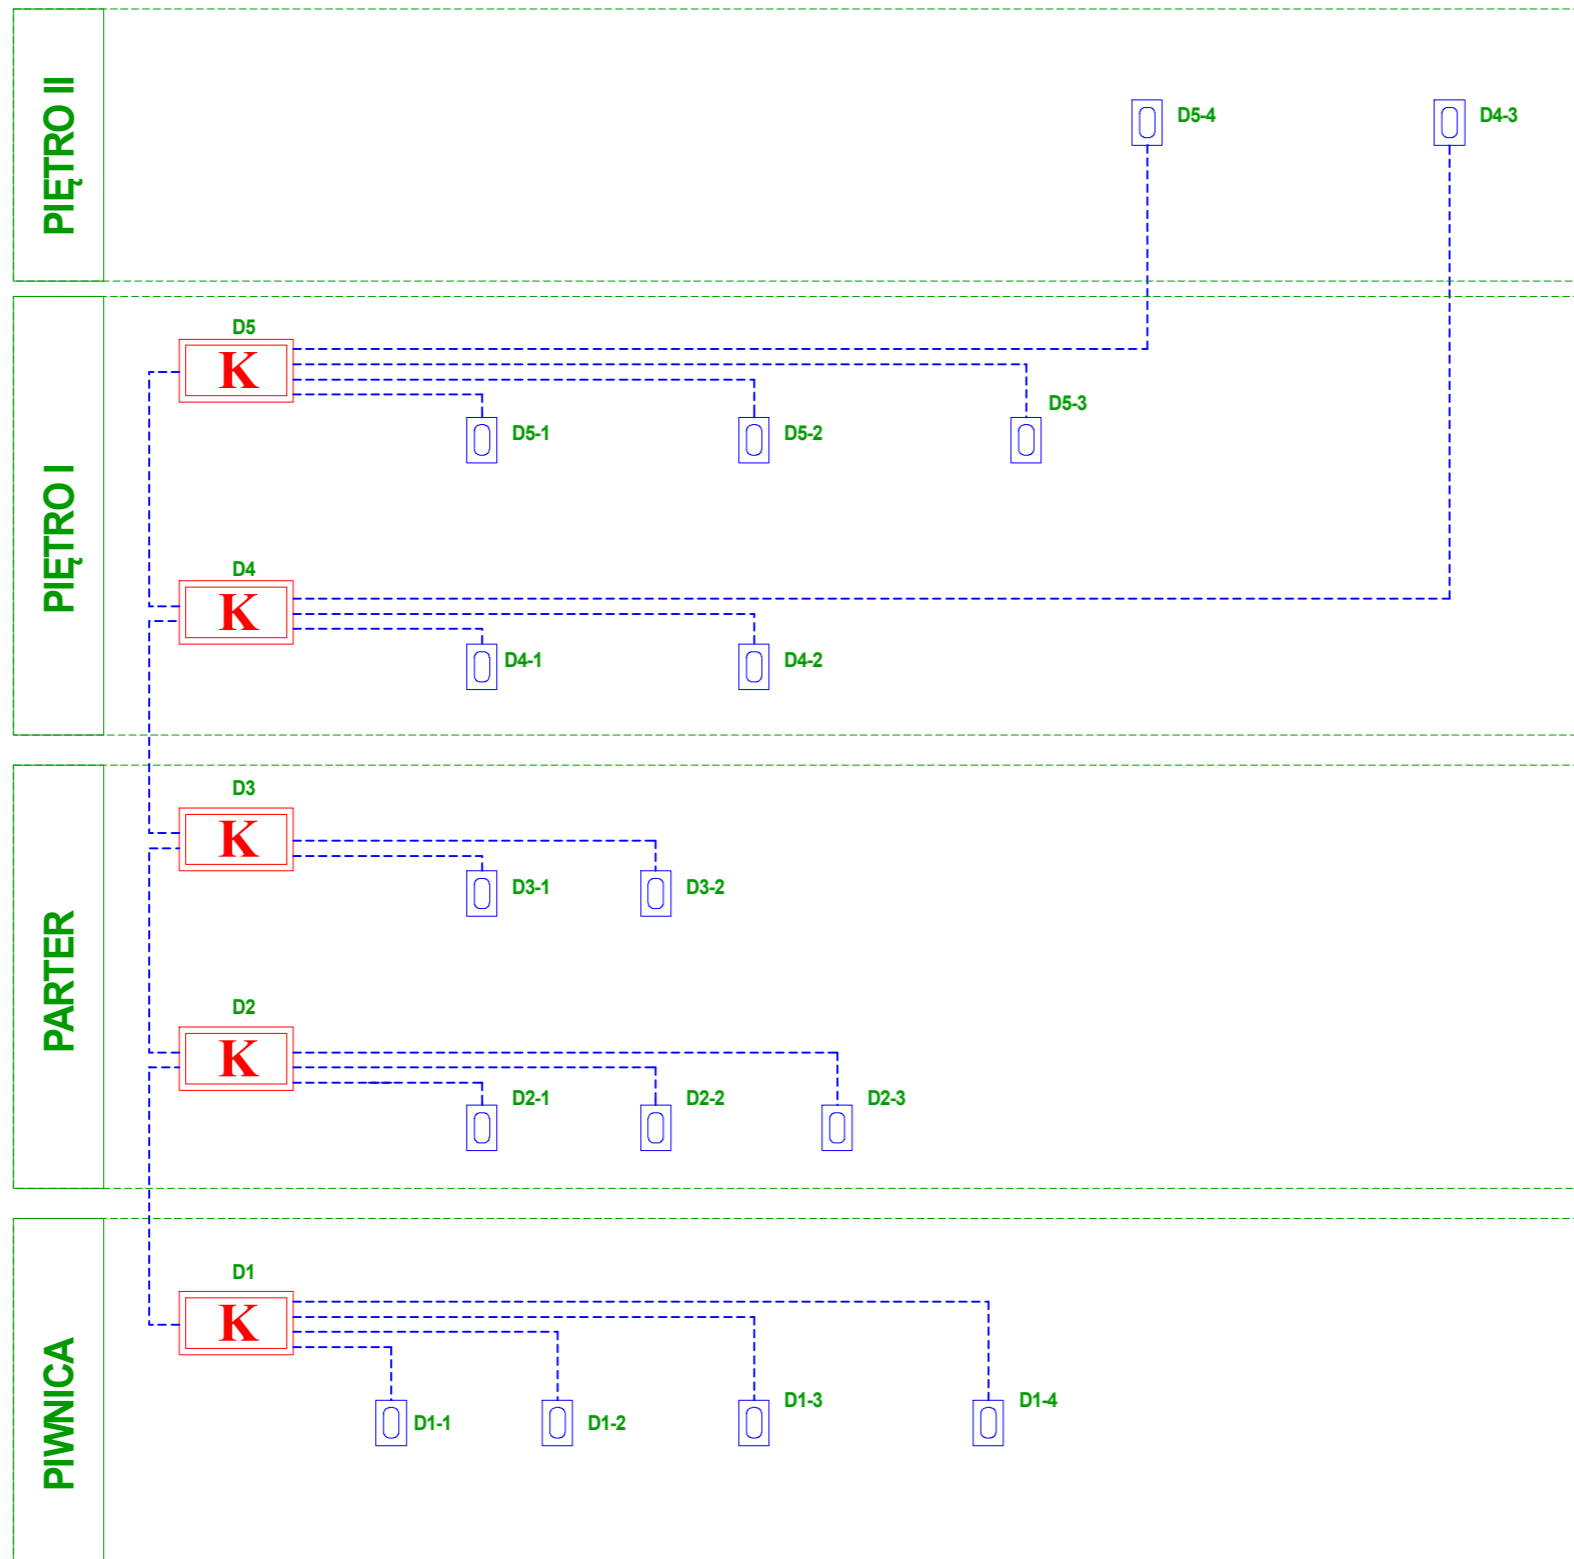 PIĘTRO II
D5-4
D4-3
PIĘTRO I
D5
K
D5-3
D5-1
D5-2
D4
K
D4-1
D4-2
PARTER
D3
K
D3-1
D3-2
D2
K
D2-1
D2-2
D2-3
PIWNICA
D1
K
D1-1
D1-2
D1-3
D1-4